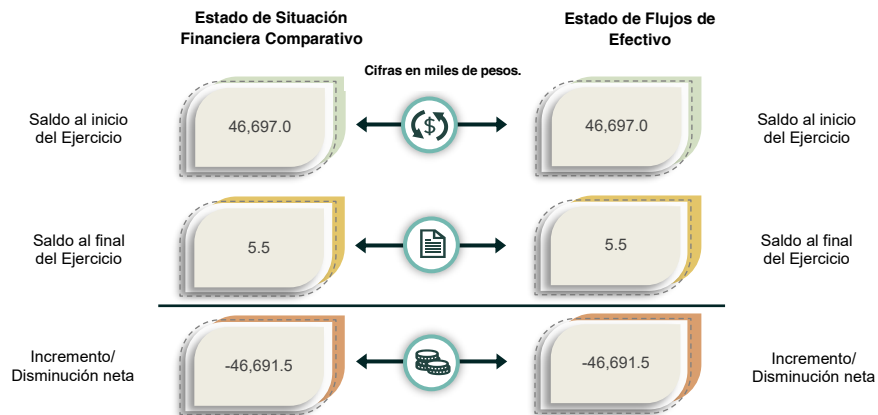 Estado de Situación
Financiera Comparativo
Estado de Flujos de
Efectivo
Cifras en miles de pesos.
Saldo al inicio
del Ejercicio
46,697.0
$
46,697.0
Saldo al inicio
del Ejercicio
Saldo al final
del Ejercicio
5.5
5.5
Saldo al final
del Ejercicio
Incremento/
Disminución neta
-46,691.5
-46,691.5
Incremento/
Disminución neta